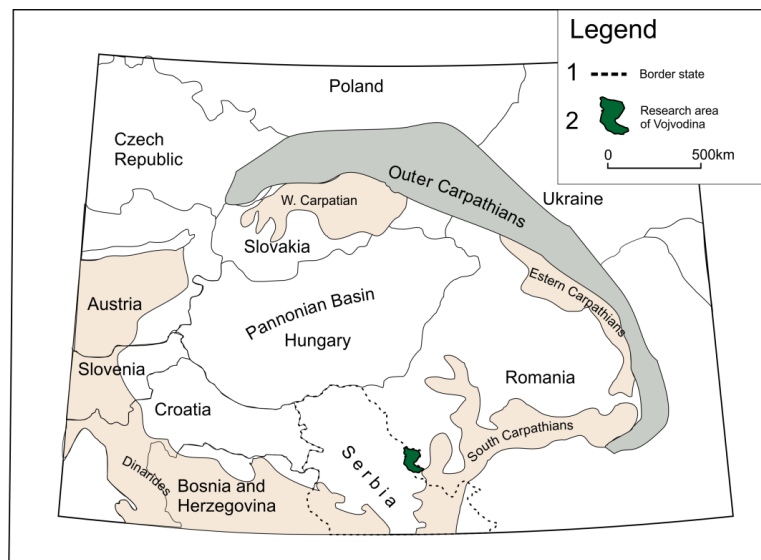 Legend
1 Border state
2 Research area
of Vojvodina
0 500km
Poland
Czech
Republic
Outer Carpathians
Ukraine
W. Carpatian
Slovakia
Estern Carpathians
Austria
Pannonian Basin
Hungary
Slovenia
Romania
Croatia
South Carpathians
Serbia
Dinarides
Bosnia and
Herzegovina